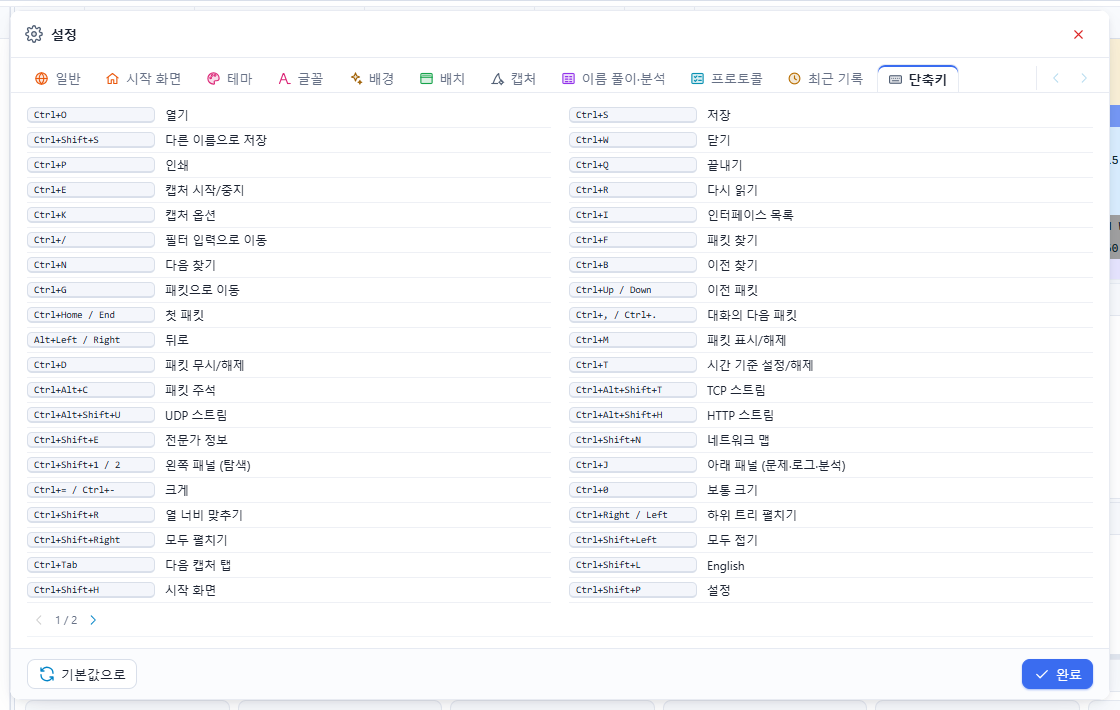 설정
일반 시작 화면 테마 글꼴 배경 배치 캡처 이름 풀이·분석 프로토콜 최근 기록 단축키
Ctrl+O 열기 Ctrl+S 저장
Ctrl+Shift+S 다른 이름으로 저장 Ctrl+W 닫기
Ctrl+P 인쇄 Ctrl+Q 끝내기
Ctrl+E 캡처 시작/중지 Ctrl+R 다시 읽기
Ctrl+K 캡처 옵션 Ctrl+I 인터페이스 목록
Ctrl+/ 필터 입력으로 이동 Ctrl+F 패킷 찾기
Ctrl+N 다음 찾기 Ctrl+B 이전 찾기
Ctrl+G 패킷으로 이동 Ctrl+Up / Down 이전 패킷
Ctrl+Home / End 첫 패킷 Ctrl+, / Ctrl+. 대화의 다음 패킷
Alt+Left / Right 뒤로 Ctrl+M 패킷 표시/해제
Ctrl+D 패킷 무시/해제 Ctrl+T 시간 기준 설정/해제
Ctrl+Alt+C 패킷 주석 Ctrl+Alt+Shift+T TCP 스트림
Ctrl+Alt+Shift+U UDP 스트림 Ctrl+Alt+Shift+H HTTP 스트림
Ctrl+Shift+E 전문가 정보 Ctrl+Shift+N 네트워크 맵
Ctrl+Shift+1 / 2 왼쪽 패널 (탐색) Ctrl+J 아래 패널 (문제·로그·분석)
Ctrl+= / Ctrl+- 크게 Ctrl+0 보통 크기
Ctrl+Shift+R 열 너비 맞추기 Ctrl+Right / Left 하위 트리 펼치기
Ctrl+Shift+Right 모두 펼치기 Ctrl+Shift+Left 모두 접기
Ctrl+Tab 다음 캡처 탭 Ctrl+Shift+L English
Ctrl+Shift+H 시작 화면 Ctrl+Shift+P 설정
1 / 2
기본값으로 완료